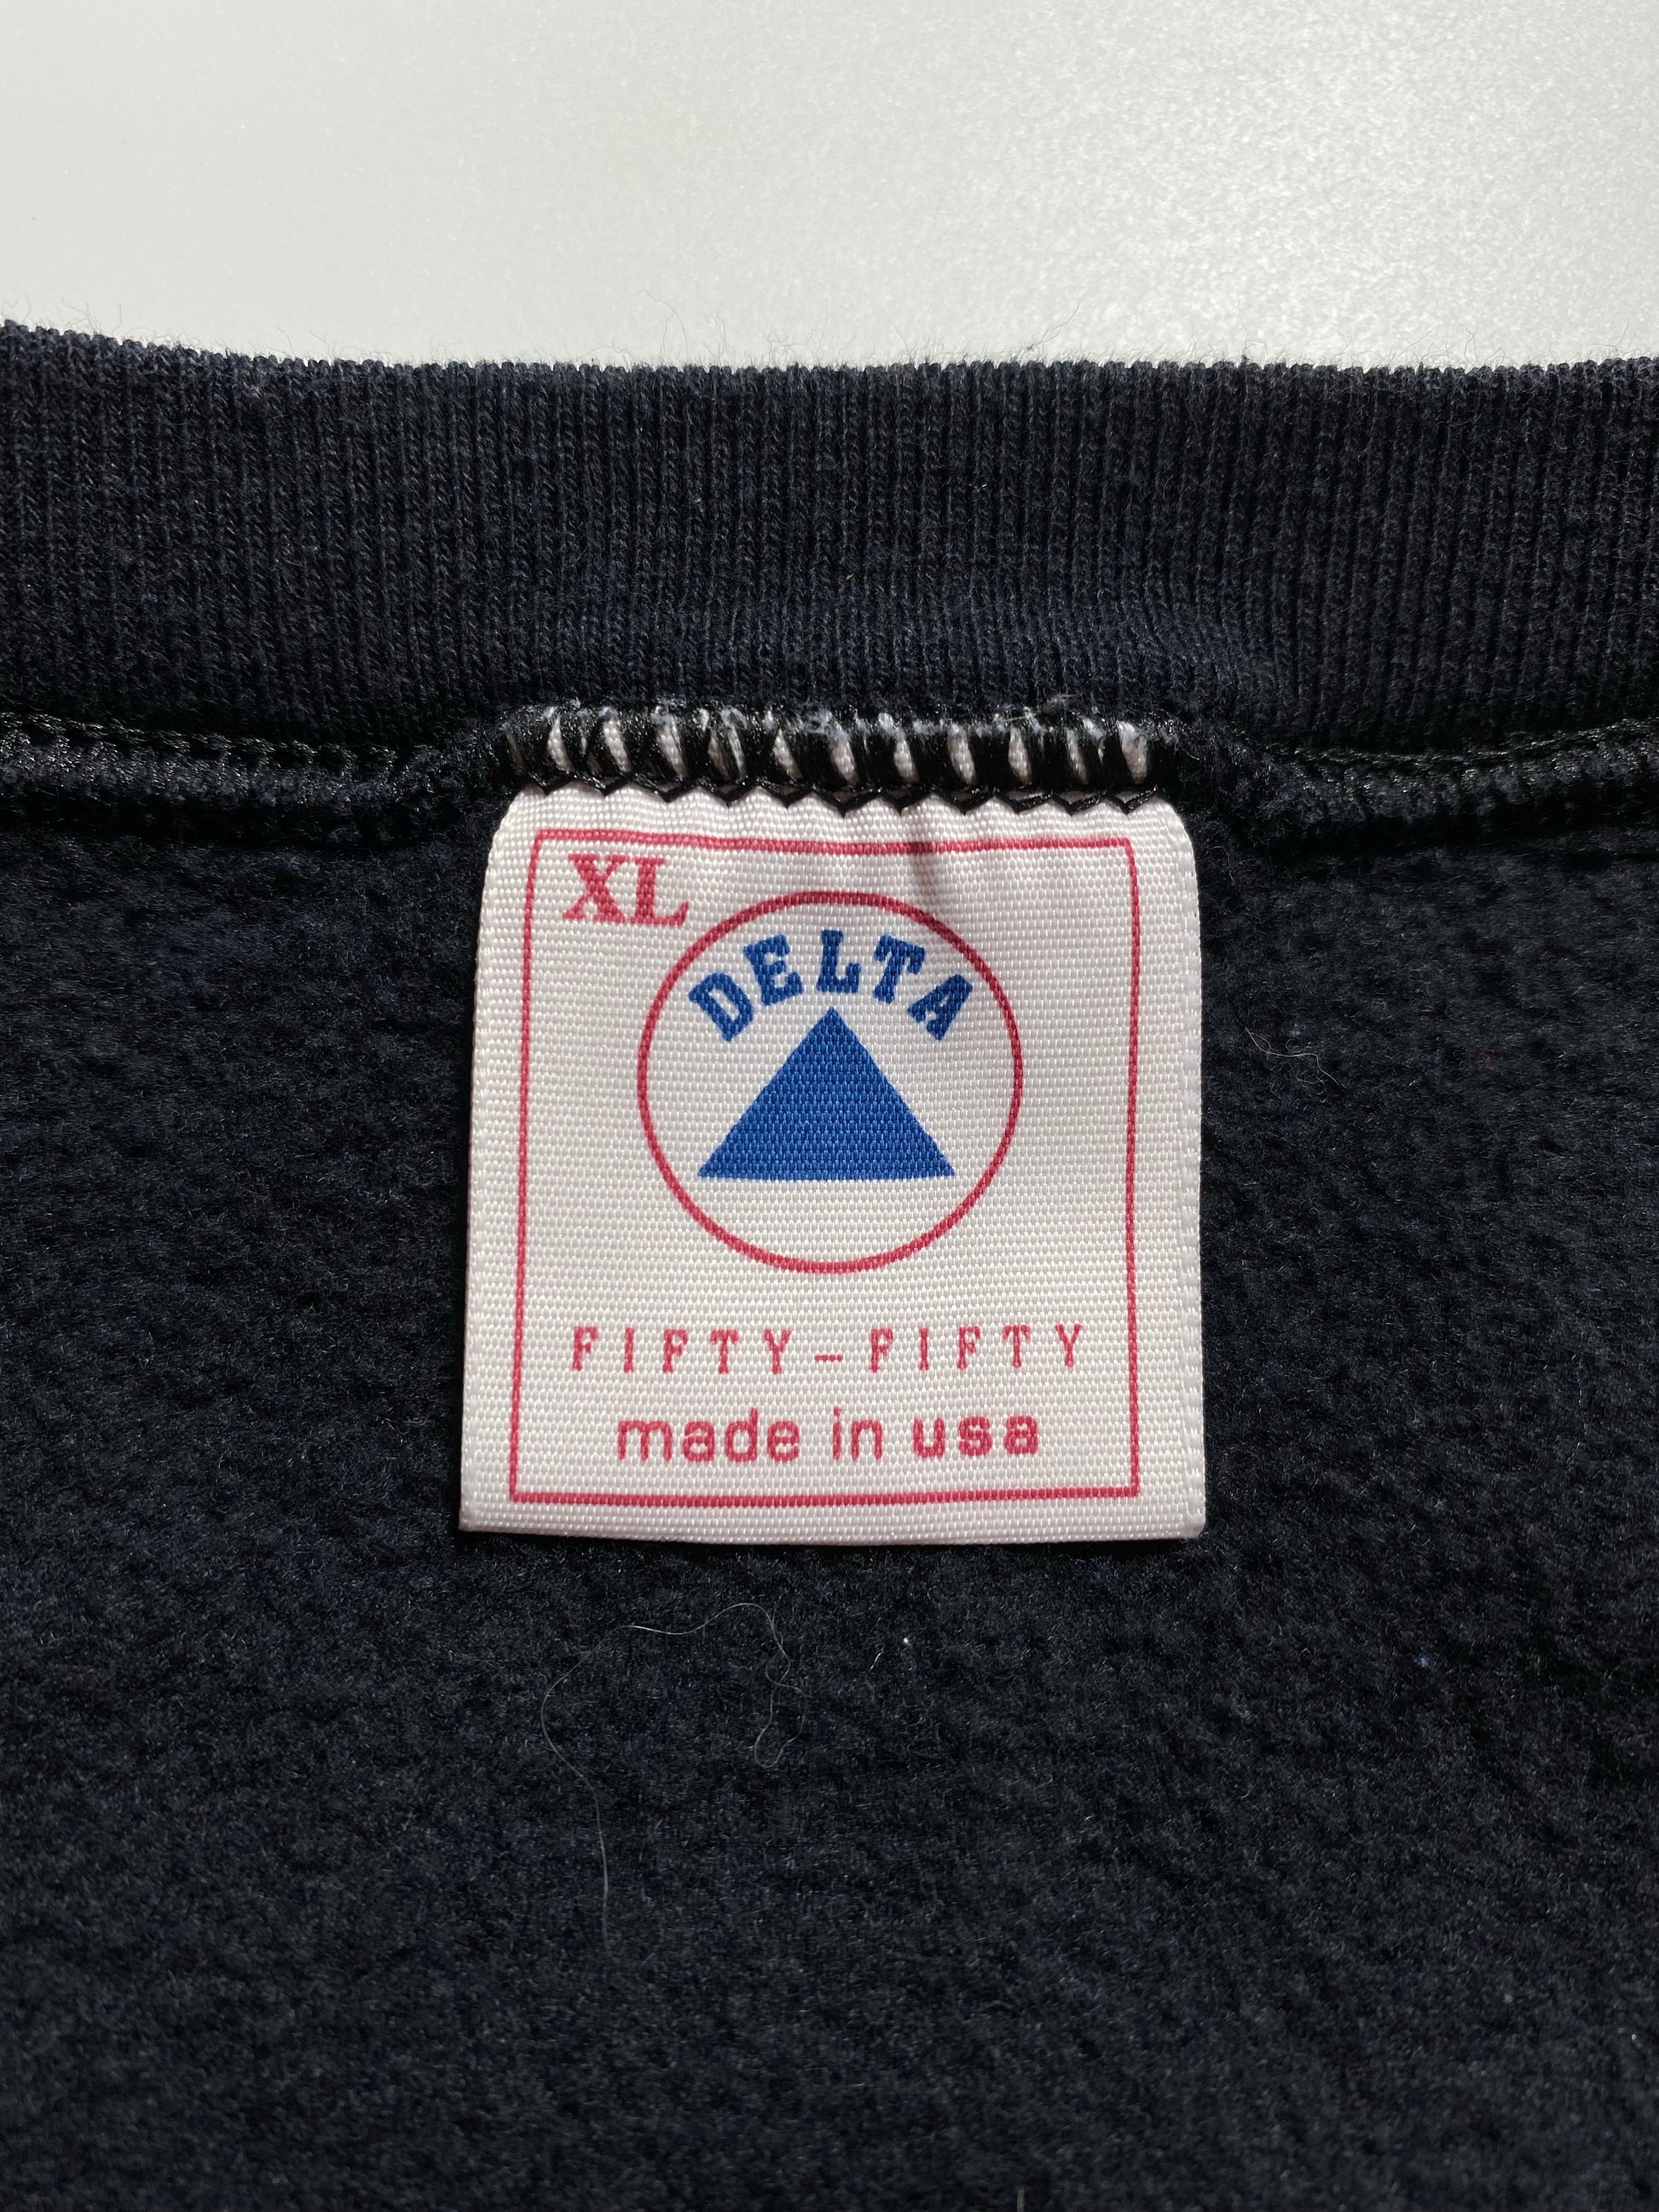 XL
DELTA
FIFTY-FIFTY
made in usa